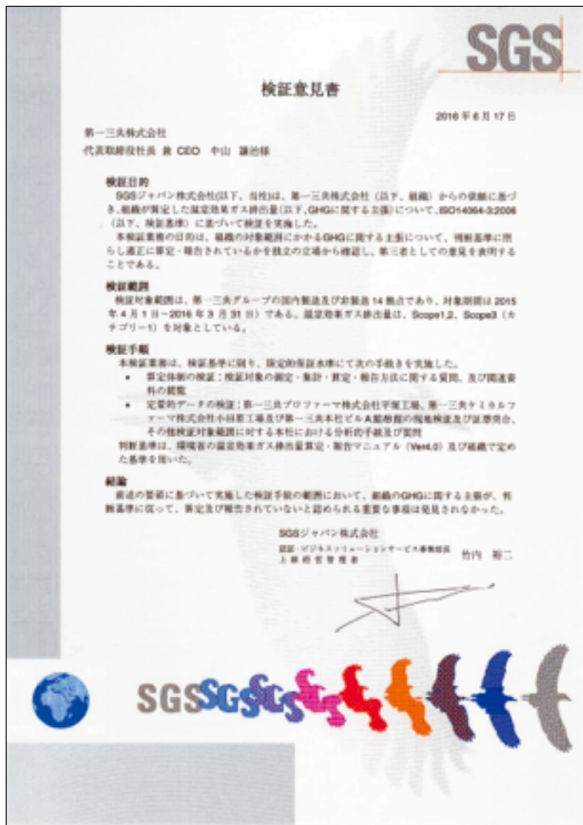 SGS
検証意見書
2016 年 6 月 17 日
第一三共株式会社
代表取締役社長 兼 CEO 中山 讓治様
検証目的
SGSジャパン株式会社(以下、当社)は、第一三共株式会社(以下、組織)からの依頼に基づ
き、組織が算定した温室効果ガス排出量(以下、GHGに関する主張)について、ISO14064-3:2006
(以下、検証基準)に基づいて検証を実施した。
本検証業務の目的は、組織の対象範囲にかかるGHGに関する主張について、判断基準に照
らし適正に算定・報告されているかを独立の立場から確認し、第三者としての意見を表明する
ことである。
検証範囲
検証対象範囲は、第一三共グループの国内製造及び非製造 14 拠点であり、対象期間は 2015
年 4 月 1 日~2016 年 3 月 31 日)である。温室効果ガス排出量は、Scope1,2、Scope3(カ
テゴリー1)を対象としている。
検証手順
本検証業務は、検証基準に則り、限定的保証水準にて次の手続きを実施した。
• 算定体制の検証:検証対象の測定・集計・算定・報告方法に関する質問、及び関連資
料の閲覧
• 定量的データの検証:第一三共プロファーマ株式会社平塚工場、第一三共ケミカルフ
ァーマ株式会社小田原工場及び第一三共本社ビルA館の現地検証及び証憑突合、
その他検証対象範囲に対する本社における分析的手続及び質問
判断基準は、環境省の温室効果ガス排出量算定・報告マニュアル (Ver4.0) 及び組織で定め
た基準を用いた。
結論
前述の要領に基づいて実施した検証手続の範囲において、組織のGHGに関する主張が、判
断基準に従って、算定及び報告されていないと認められる重要な事項は発見されなかった。
SGSジャパン株式会社
認証・ビジネスソリューションサービス事業部長
上級経営管理者
竹内 裕二
SGSSGSSGS